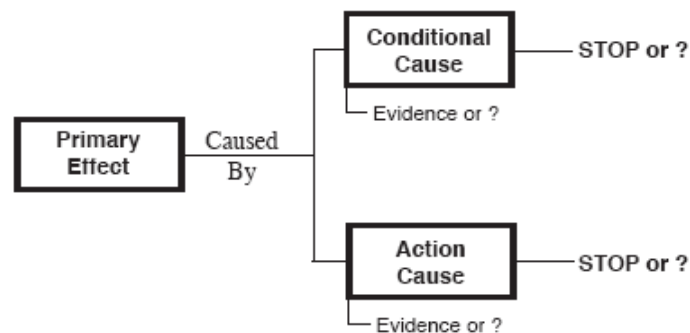 Conditional
Cause
STOP or ?
Evidence or ?
Primary
Effect
Caused
By
Action
Cause
STOP or ?
Evidence or ?